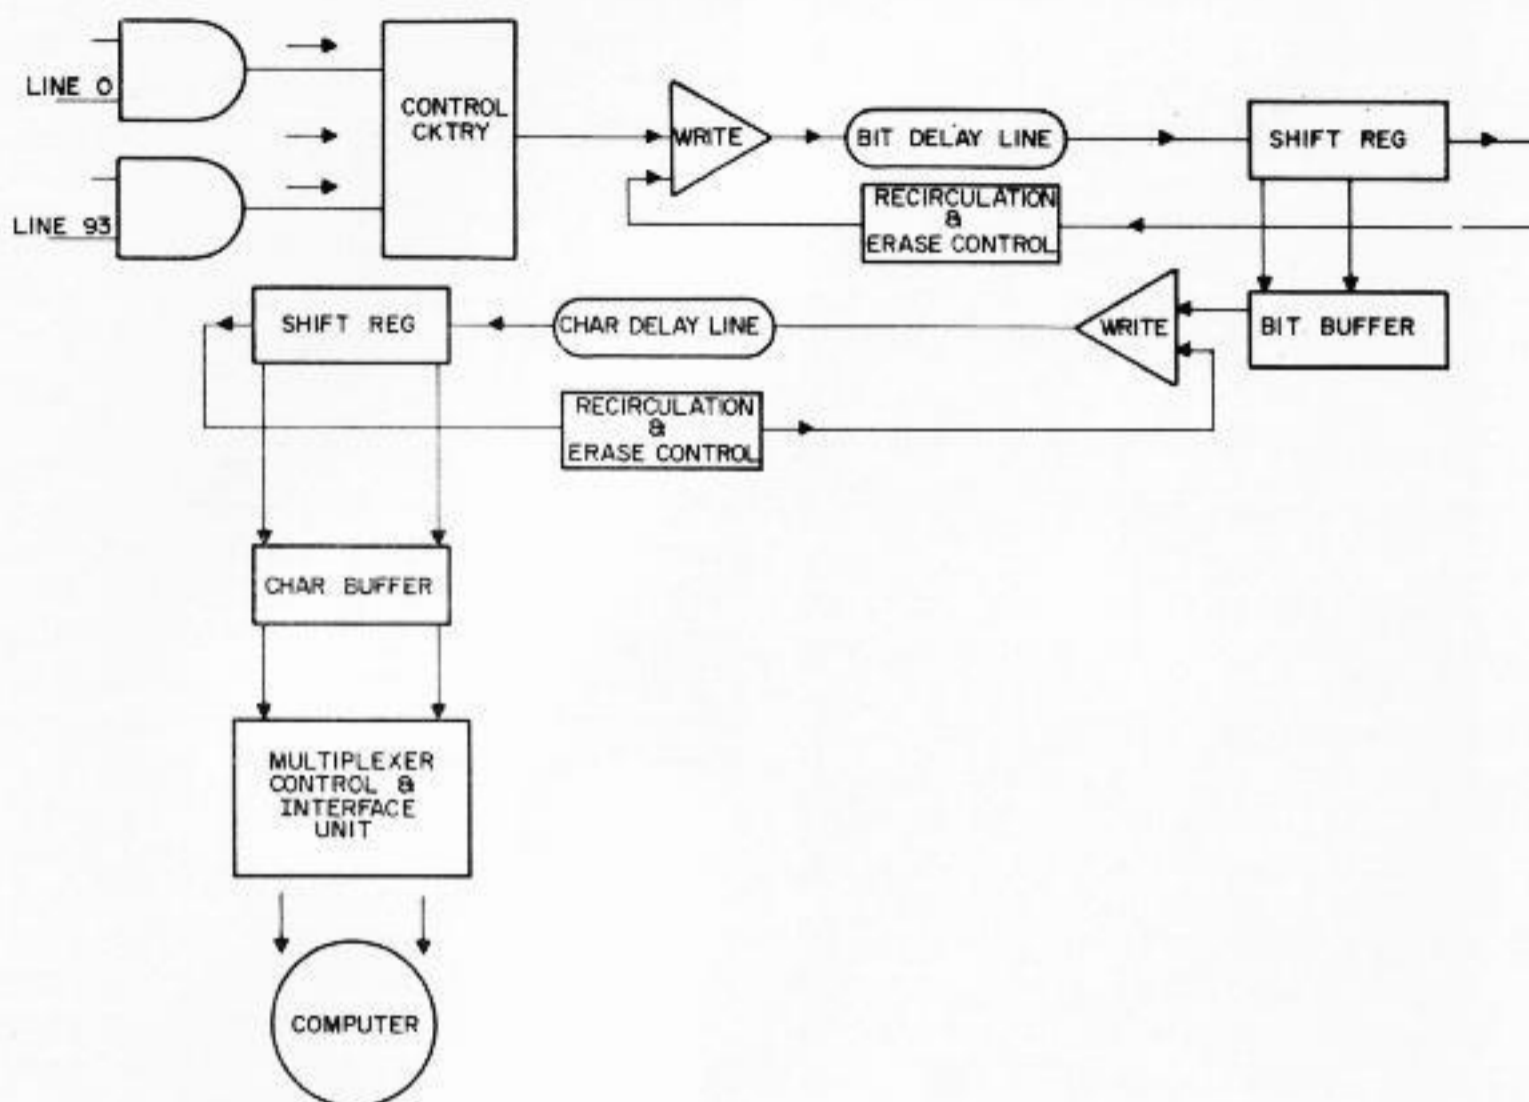 LINE 0
CONTROL
CKTRY
WRITE
BIT DELAY LINE
SHIFT REG
LINE 93
RECIRCULATION
&
ERASE CONTROL
SHIFT REG
CHAR DELAY LINE
WRITE
BIT BUFFER
RECIRCULATION
&
ERASE CONTROL
CHAR BUFFER
MULTIPLEXER
CONTROL &
INTERFACE
UNIT
COMPUTER